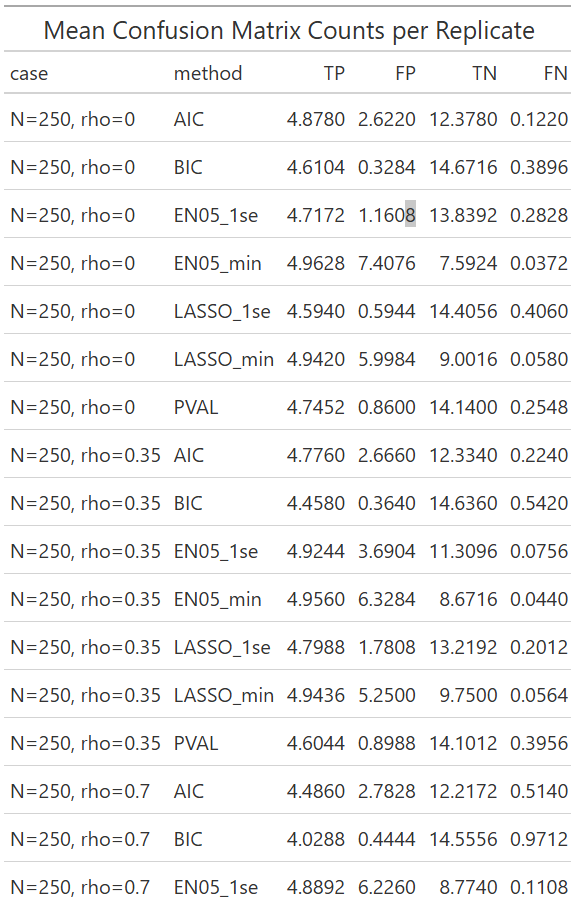 Mean Confusion Matrix Counts per Replicate
case method TP FP TN FN
N=250, rho=0 AIC 4.8780 2.6220 12.3780 0.1220
N=250, rho=0 BIC 4.6104 0.3284 14.6716 0.3896
N=250, rho=0 EN05_1se 4.7172 1.1608 13.8392 0.2828
N=250, rho=0 EN05_min 4.9628 7.4076 7.5924 0.0372
N=250, rho=0 LASSO_1se 4.5940 0.5944 14.4056 0.4060
N=250, rho=0 LASSO_min 4.9420 5.9984 9.0016 0.0580
N=250, rho=0 PVAL 4.7452 0.8600 14.1400 0.2548
N=250, rho=0.35 AIC 4.7760 2.6660 12.3340 0.2240
N=250, rho=0.35 BIC 4.4580 0.3640 14.6360 0.5420
N=250, rho=0.35 EN05_1se 4.9244 3.6904 11.3096 0.0756
N=250, rho=0.35 EN05_min 4.9560 6.3284 8.6716 0.0440
N=250, rho=0.35 LASSO_1se 4.7988 1.7808 13.2192 0.2012
N=250, rho=0.35 LASSO_min 4.9436 5.2500 9.7500 0.0564
N=250, rho=0.35 PVAL 4.6044 0.8988 14.1012 0.3956
N=250, rho=0.7 AIC 4.4860 2.7828 12.2172 0.5140
N=250, rho=0.7 BIC 4.0288 0.4444 14.5556 0.9712
N=250, rho=0.7 EN05_1se 4.8892 6.2260 8.7740 0.1108